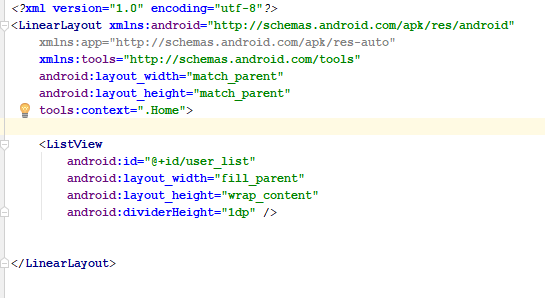 <?xml version="1.0" encoding="utf-8"?>
<LinearLayout xmlns:android="http://schemas.android.com/apk/res/android"
    xmlns:app="http://schemas.android.com/apk/res-auto"
    xmlns:tools="http://schemas.android.com/tools"
    android:layout_width="match_parent"
    android:layout_height="match_parent"
    tools:context=".Home">
    <ListView
        android:id="@+id/user_list"
        android:layout_width="fill_parent"
        android:layout_height="wrap_content"
        android:dividerHeight="1dp" />
</LinearLayout>